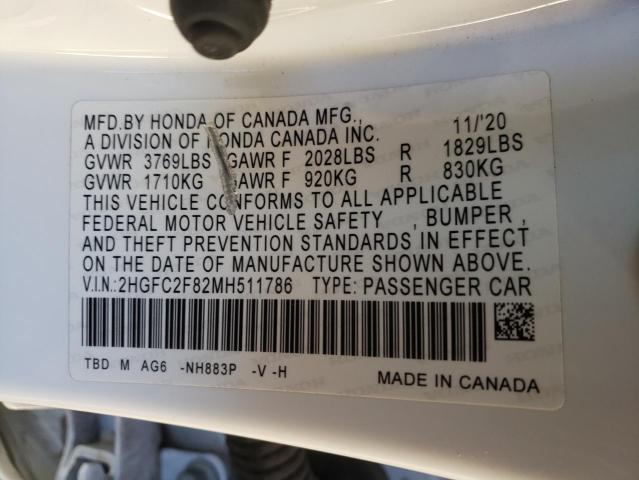 MFD.BY HONDA OF CANADA MFG., 11/'20
A DIVISION OF HONDA CANADA INC.
GVWR 3769LBS GAWR F 2028LBS R 1829LBS
GVWR 1710KG GAWR F 920KG R 830KG
THIS VEHICLE CONFORMS TO ALL APPLICABLE
FEDERAL MOTOR VEHICLE SAFETY , BUMPER ,
AND THEFT PREVENTION STANDARDS IN EFFECT
ON THE DATE OF MANUFACTURE SHOWN ABOVE.
V.I.N.:2HGFC2F82MH511786 TYPE: PASSENGER CAR
TBD M AG6 -NH883P -V -H
MADE IN CANADA